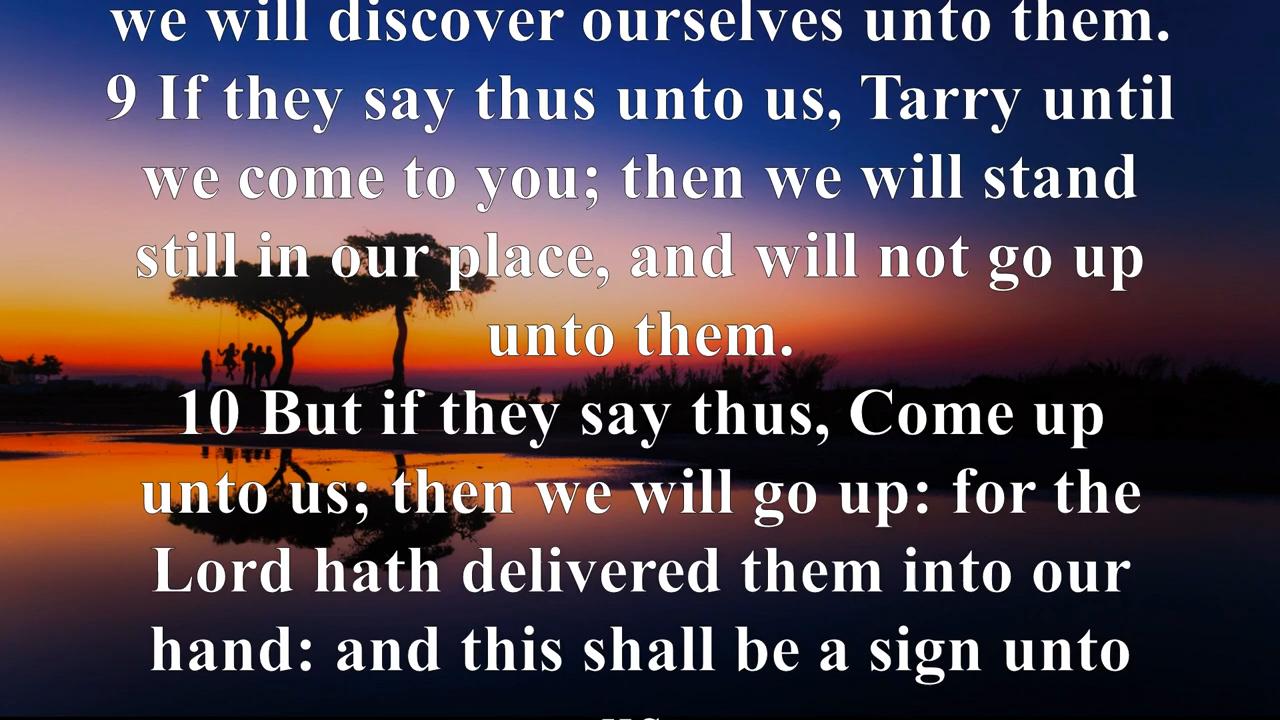 we will discover ourselves unto them.
9 If they say thus unto us, Tarry until
we come to you; then we will stand
still in our place, and will not go up
unto them.
10 But if they say thus, Come up
unto us; then we will go up: for the
Lord hath delivered them into our
hand: and this shall be a sign unto
us.